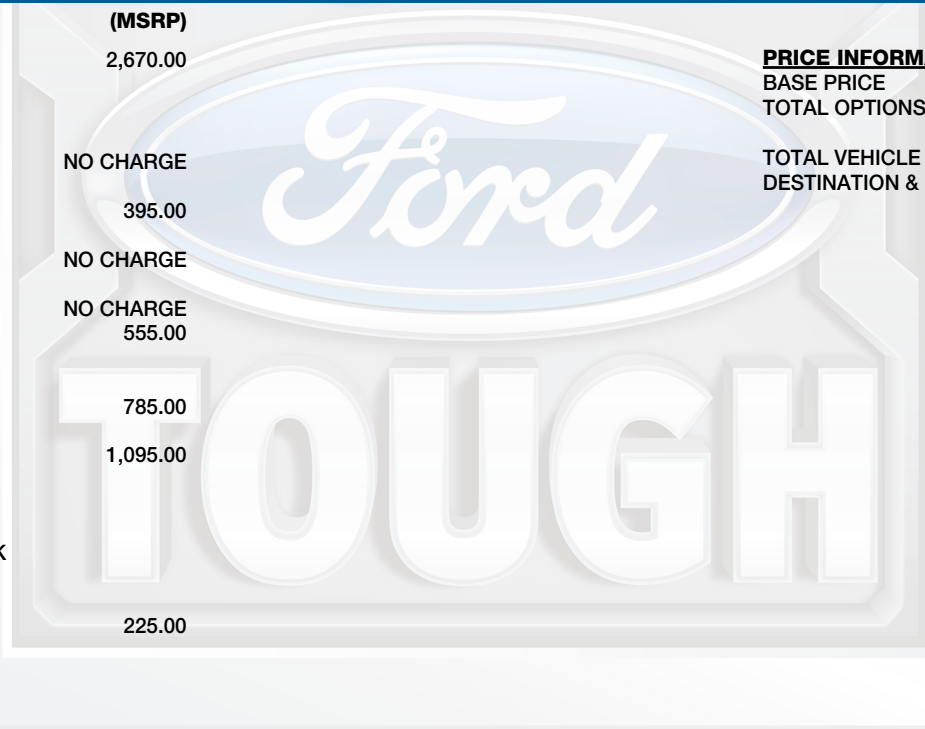 (MSRP)
2,670.00
NO CHARGE
395.00
NO CHARGE
NO CHARGE
555.00
785.00
1,095.00
K
225.00
PRICE INFORMA
BASE PRICE
TOTAL OPTIONS
TOTAL VEHICLE
DESTINATION &
Ford
TOUGH